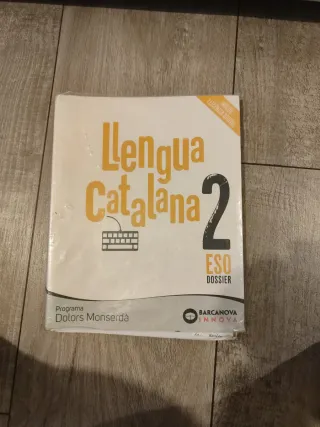 Llengua
Catalana
2
ESO
DOSSIER
Programa
Dolors Monserdà
BARCANOVA
INNOVA